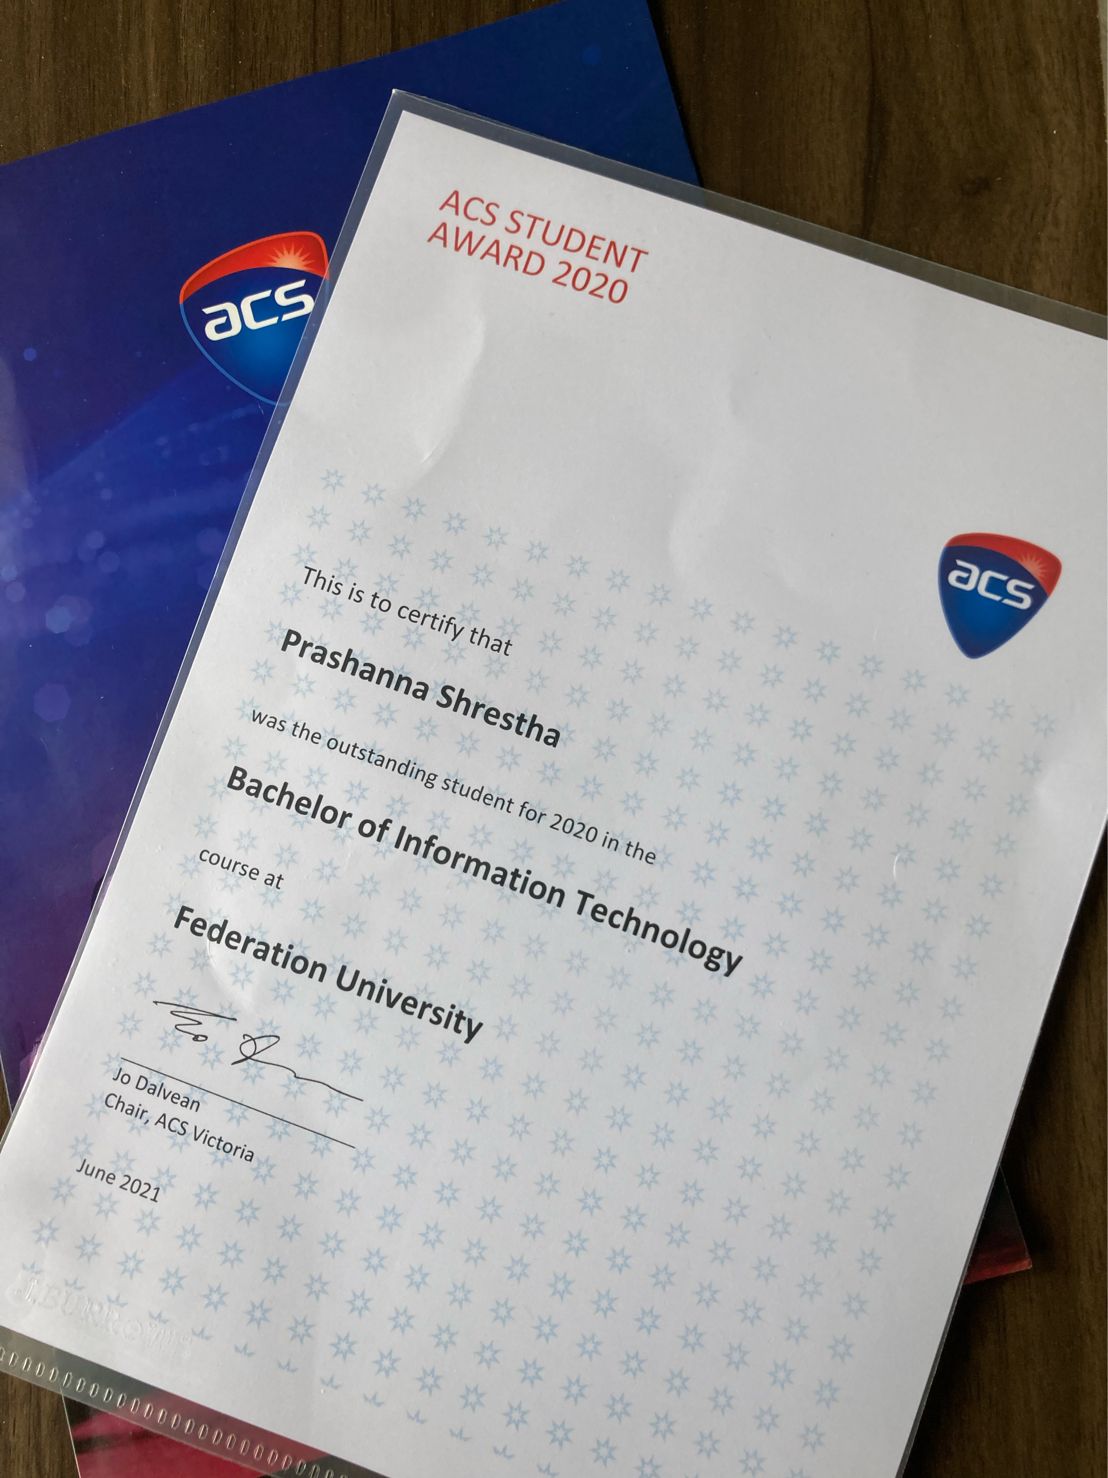 ACS STUDENT
AWARD 2020
acs
acs
This is to certify that
Prashanna Shrestha
was the outstanding student for 2020 in the
Bachelor of Information Technology
course at
Federation University
Jo Dalvean
Chair, ACS Victoria
June 2021
J.BURROWS